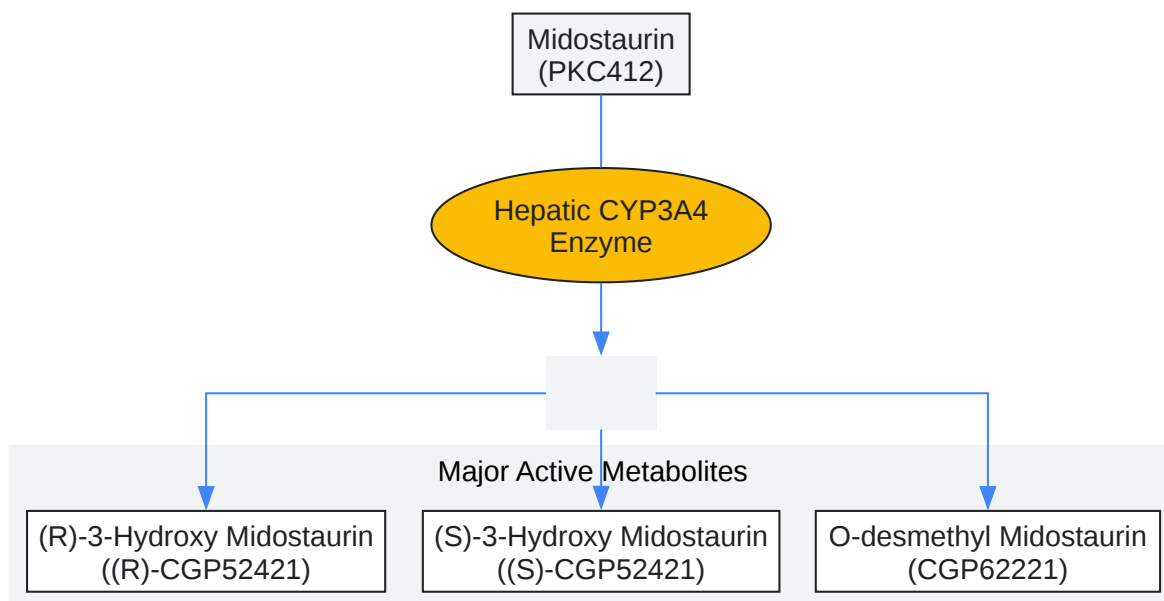 Midostaurin
(PKC412)
Hepatic CYP3A4
Enzyme
Major Active Metabolites
(R)-3-Hydroxy Midostaurin
((R)-CGP52421)
(S)-3-Hydroxy Midostaurin
((S)-CGP52421)
O-desmethyl Midostaurin
(CGP62221)